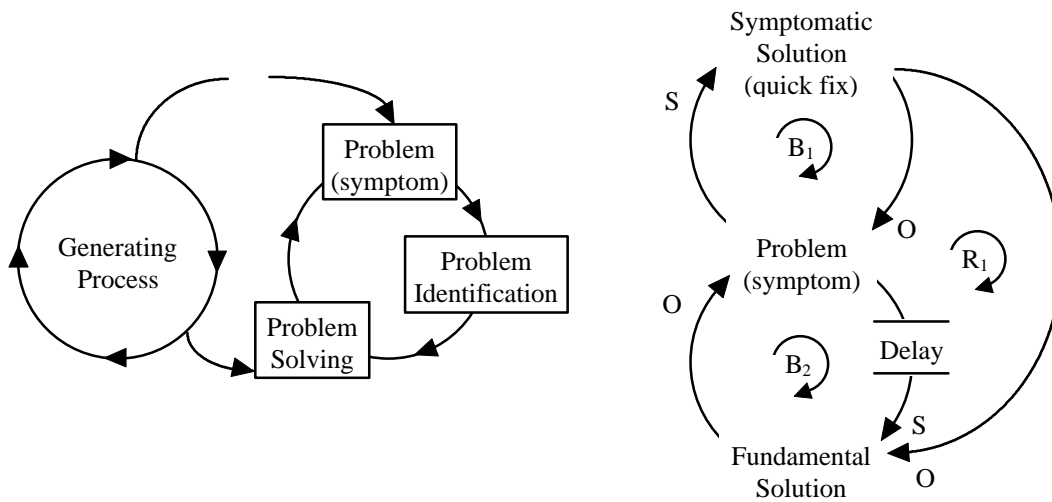 Generating
Process
Problem
(symptom)
Problem
Identification
Problem
Solving
Symptomatic
Solution
(quick fix)
S
B1
O
Problem
(symptom)
R1
O
B2
Delay
S
Fundamental
Solution
O